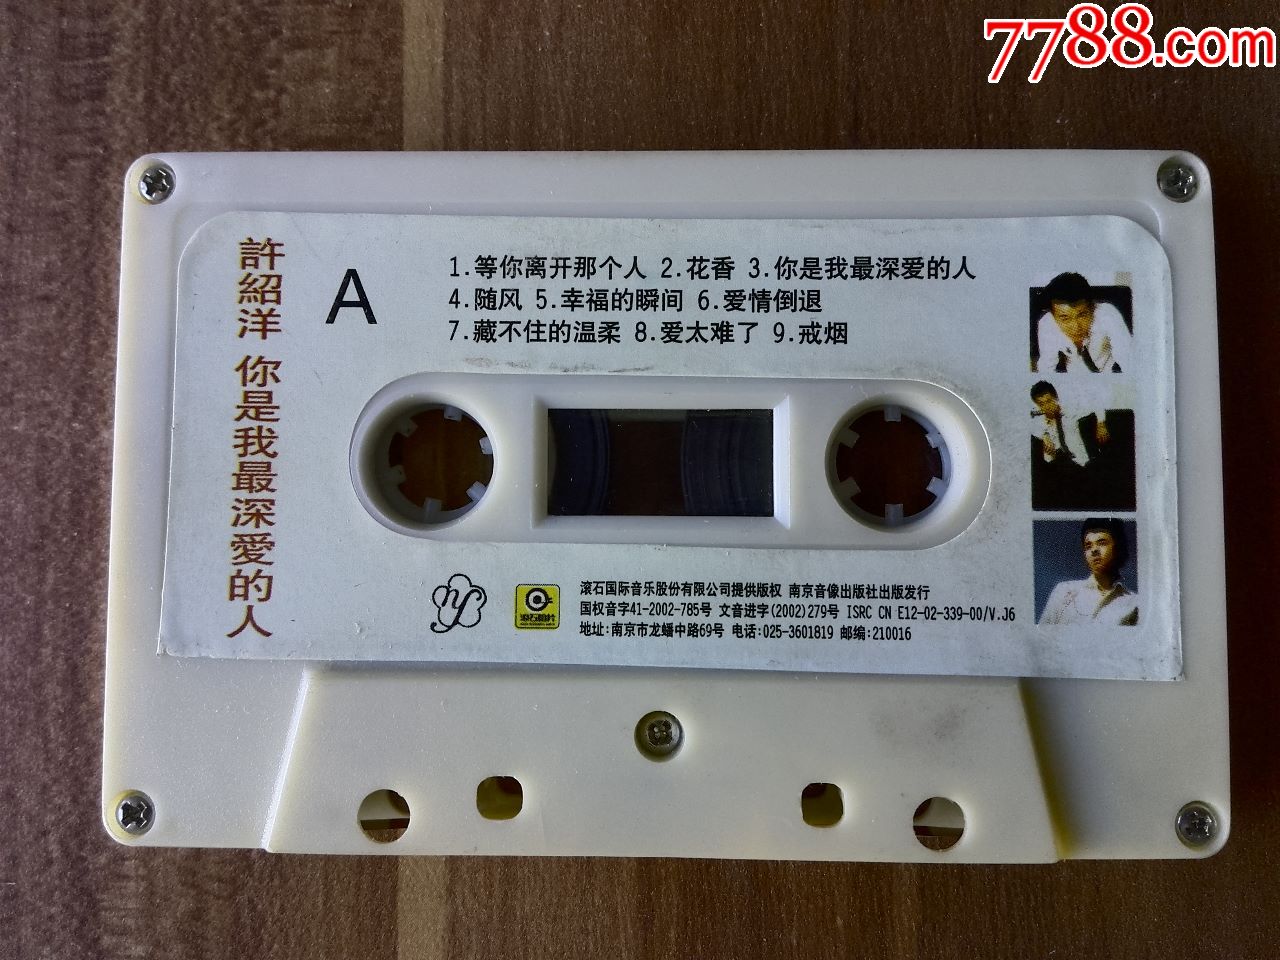 7788.com
許紹洋 你是我最深愛的人
A
1.等你离开那个人 2.花香 3.你是我最深爱的人
4.随风 5.幸福的瞬间 6.爱情倒退
7.藏不住的温柔 8.爱太难了 9.戒烟
滚石唱片
滚石国际音乐股份有限公司提供版权 南京音像出版社出版发行
国权音字41-2002-785号 文音进字(2002)279号 ISRC CN E12-02-339-00/V.J6
地址:南京市龙蟠中路69号 电话:025-3601819 邮编:210016